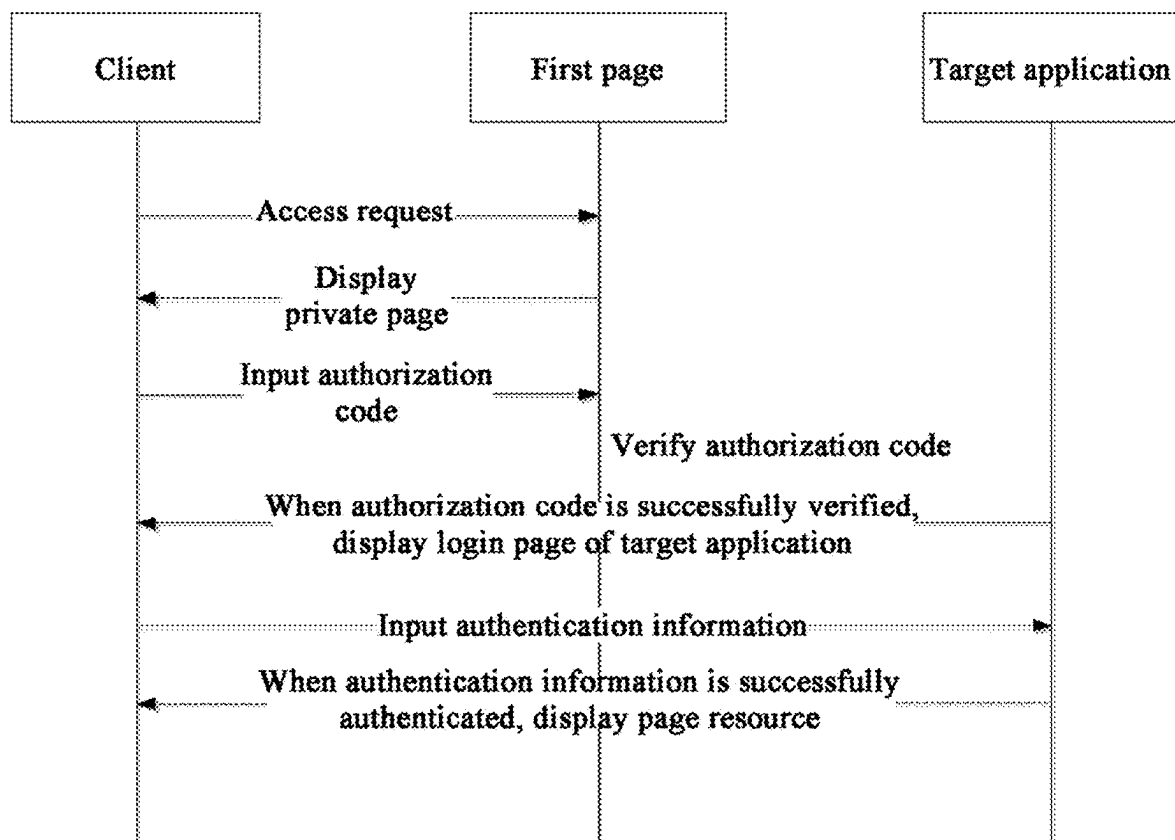 Client
First page
Target application
Access request
Display
private page
Input authorization
code
Verify authorization code
When authorization code is successfully verified,
display login page of target application
Input authentication information
When authentication information is successfully
authenticated, display page resource